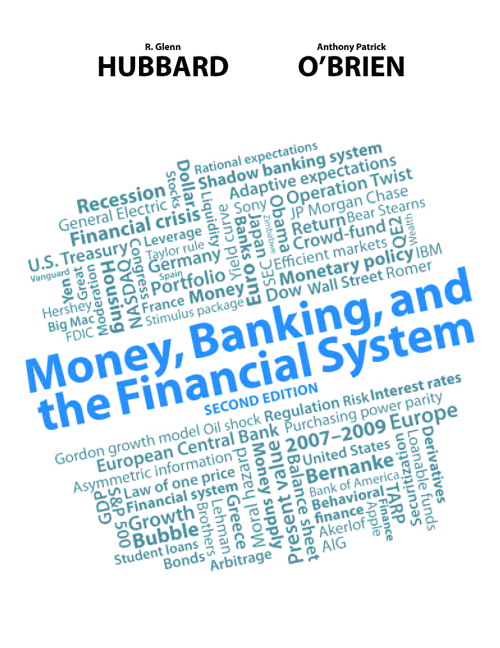 R. Glenn
HUBBARD
Anthony Patrick
O’BRIEN
Rational expectations
Shadow banking system
Adaptive expectations
Operation Twist
Dollar
Stocks
Recession
General Electric
Financial crisis
Liquidity
Yield curve
Sony
JP Morgan Chase
Obama
Zimbabwe
Japan
Banks
Return
Bear Stearns
Crowd-fund
QE2
Wealth
U.S. Treasury
Vanguard
Leverage
Taylor rule
Germany
Spain
Portfolio
Congress
NASDAQ
Housing
Moderation
Great
Yen
Hershey
Big Mac
FDIC
France
Money
Stimulus package
Euro
SEC
Efficient markets
IBM
Monetary policy
Dow
Wall Street
Romer
Money, Banking, and
the Financial System
SECOND EDITION
Gordon growth model
Oil shock
Regulation
Risk
Interest rates
European Central Bank
Purchasing power parity
Asymmetric information
2007–2009
Europe
GDP
S&P 500
Law of one price
Financial system
Growth
Bubble
Student loans
Bonds
Brothers
Lehman
Greece
Moral hazard
Money supply
Present value
Balance sheet
Arbitrage
United States
Bernanke
Bank of America
Behavioral
finance
Akerlof
AIG
Apple
Finance
TARP
Securitization
Loanable funds
Derivatives